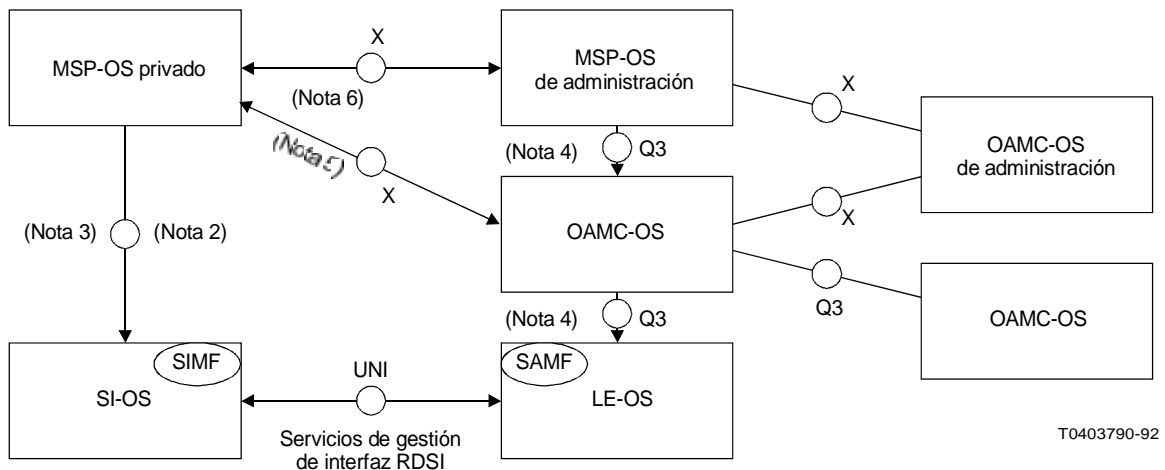 X
MSP-OS privado
MSP-OS
de administración
(Nota 6)
X
(Nota 5)
X
(Nota 4)
Q3
OAMC-OS
de administración
(Nota 3)
(Nota 2)
OAMC-OS
X
Q3
(Nota 4)
Q3
OAMC-OS
SIMF
SAMF
UNI
SI-OS
LE-OS
Servicios de gestión
de interfaz RDSI
T0403790-92